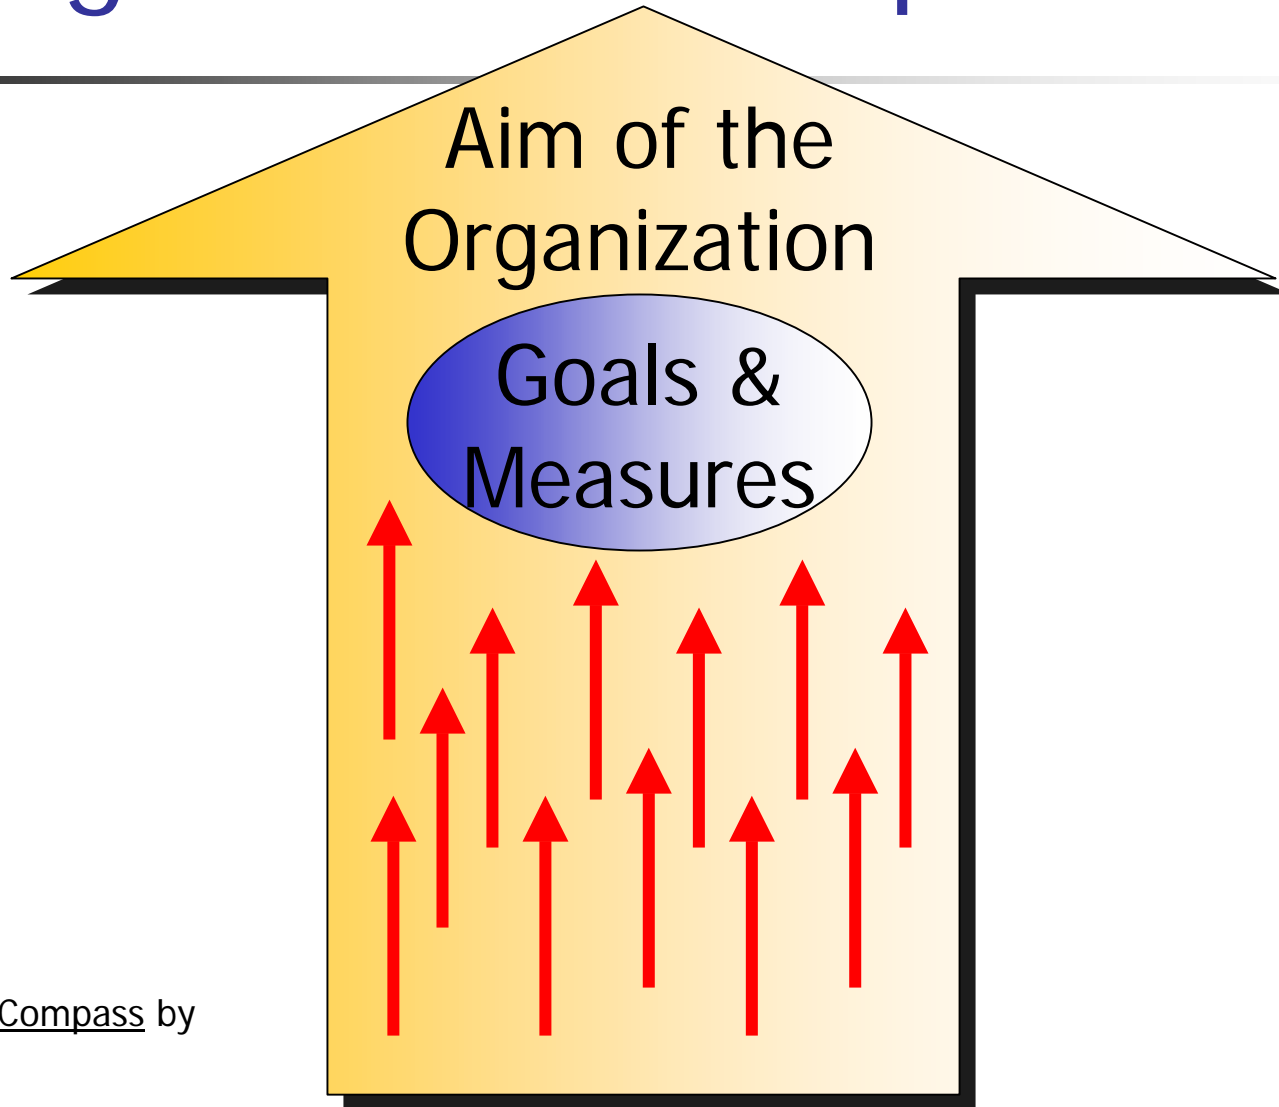 Aim of the
Organization
Goals &
Measures
Compass by